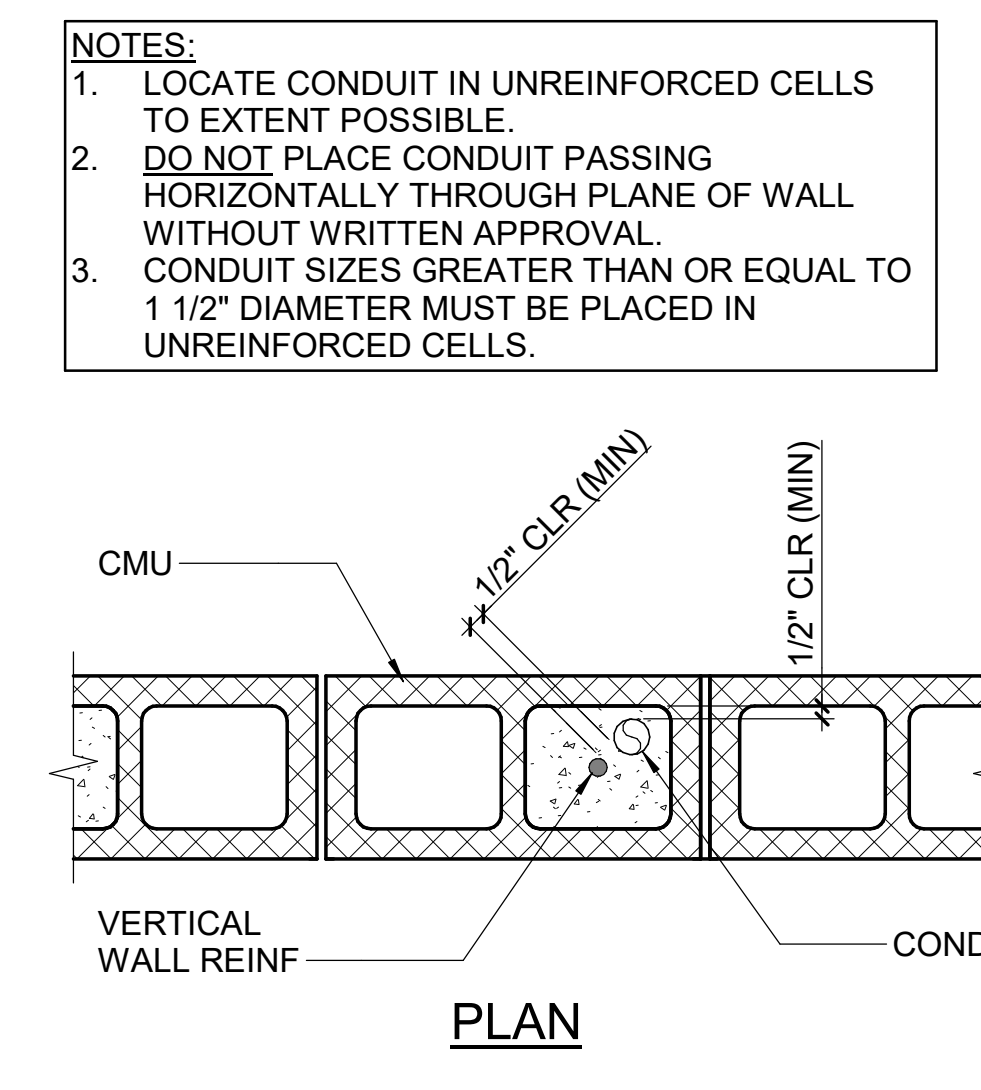 NOTES:
1. LOCATE CONDUIT IN UNREINFORCED CELLS
TO EXTENT POSSIBLE.
2. DO NOT PLACE CONDUIT PASSING
HORIZONTALLY THROUGH PLANE OF WALL
WITHOUT WRITTEN APPROVAL.
3. CONDUIT SIZES GREATER THAN OR EQUAL TO
1 1/2" DIAMETER MUST BE PLACED IN
UNREINFORCED CELLS.
1/2" CLR (MIN)
1/2" CLR (MIN)
CMU
VERTICAL
WALL REINF
PLAN